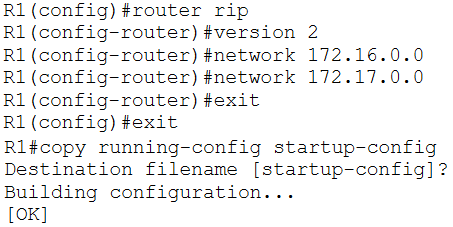 R1(config)#router rip
R1(config-router)#version 2
R1(config-router)#network 172.16.0.0
R1(config-router)#network 172.17.0.0
R1(config-router)#exit
R1(config)#exit
R1#copy running-config startup-config
Destination filename [startup-config]?
Building configuration...
[OK]